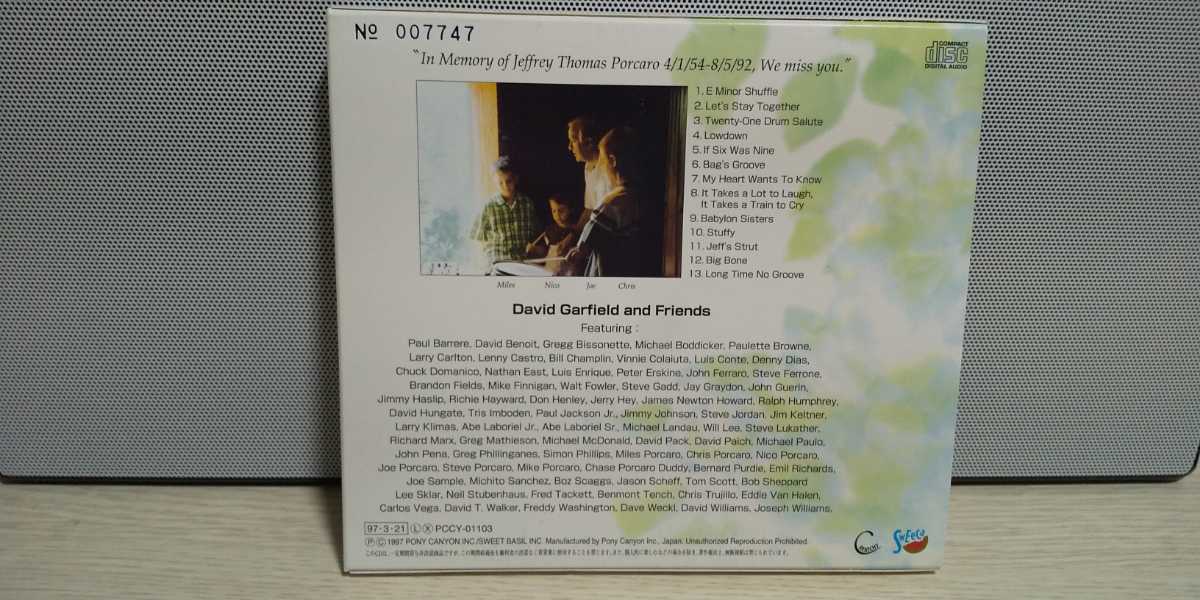 Nº 007747
COMPACT
disc
DIGITAL AUDIO
"In Memory of Jeffrey Thomas Porcaro 4/1/54-8/5/92, We miss you."
1. E Minor Shuffle
2. Let's Stay Together
3. Twenty-One Drum Salute
4. Lowdown
5. If Six Was Nine
6. Bag's Groove
7. My Heart Wants To Know
8. It Takes a Lot to Laugh,
It Takes a Train to Cry
9. Babylon Sisters
10. Stuffy
11. Jeff's Strut
12. Big Bone
13. Long Time No Groove
Miles Nico Joe Chris
David Garfield and Friends
Featuring :
Paul Barrere, David Benoit, Gregg Bissonette, Michael Boddicker, Paulette Browne,
Larry Carlton, Lenny Castro, Bill Champlin, Vinnie Colaiuta, Luis Conte, Denny Dias,
Chuck Domanico, Nathan East, Luis Enrique, Peter Erskine, John Ferraro, Steve Ferrone,
Brandon Fields, Mike Finnigan, Walt Fowler, Steve Gadd, Jay Graydon, John Guerin,
Jimmy Haslip, Richie Hayward, Don Henley, Jerry Hey, James Newton Howard, Ralph Humphrey,
David Hungate, Tris Imboden, Paul Jackson Jr., Jimmy Johnson, Steve Jordan, Jim Keltner,
Larry Klimas, Abe Laboriel Jr., Abe Laboriel Sr., Michael Landau, Will Lee, Steve Lukather,
Richard Marx, Greg Mathieson, Michael McDonald, David Pack, David Paich, Michael Paulo,
John Pena, Greg Phillinganes, Simon Phillips, Miles Porcaro, Chris Porcaro, Nico Porcaro,
Joe Porcaro, Steve Porcaro, Mike Porcaro, Chase Porcaro Duddy, Bernard Purdie, Emil Richards,
Joe Sample, Michito Sanchez, Boz Scaggs, Jason Scheff, Tom Scott, Bob Sheppard
Lee Sklar, Neil Stubenhaus, Fred Tackett, Benmont Tench, Chris Trujillo, Eddie Van Halen,
Carlos Vega, David T. Walker, Freddy Washington, Dave Weckl, David Williams, Joseph Williams,
97・3・21 Ⓛ Ⓧ PCCY-01103
Ⓟ Ⓒ 1997 PONY CANYON INC./SWEET BASIL INC. Manufactured by Pony Canyon Inc., Japan. Unauthorized Reproduction Prohibited.